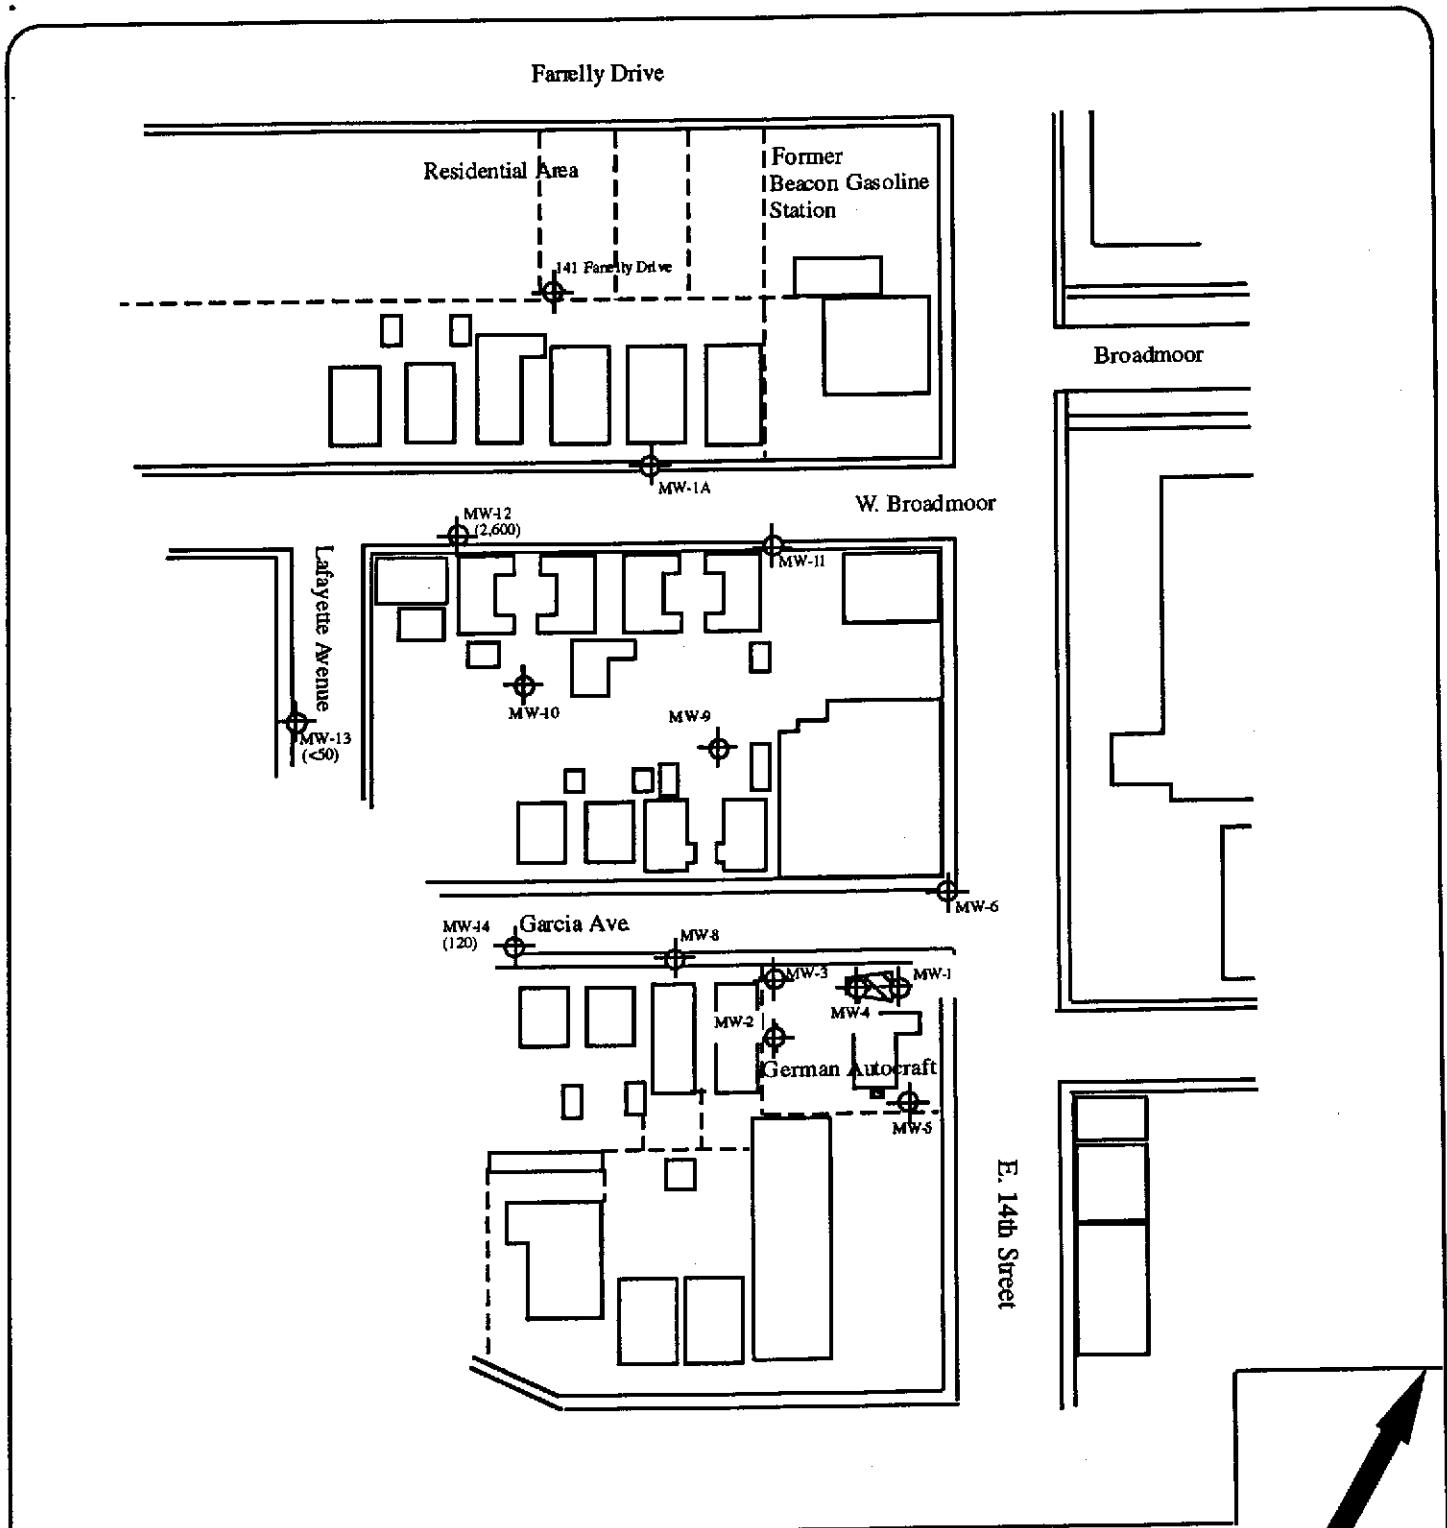 Farrelly Drive
Residential Area
Former
Beacon Gasoline
Station
141 Farrelly Drive
Broadmoor
MW-1A
W. Broadmoor
MW-12
(2,600)
MW-11
Lafayette Avenue
MW-10
MW-9
MW-13
(<50)
MW-6
MW-14
(120)
Garcia Ave
MW-8
MW-3
MW-1
MW-4
MW-2
German Autocraft
MW-5
E. 14th Street